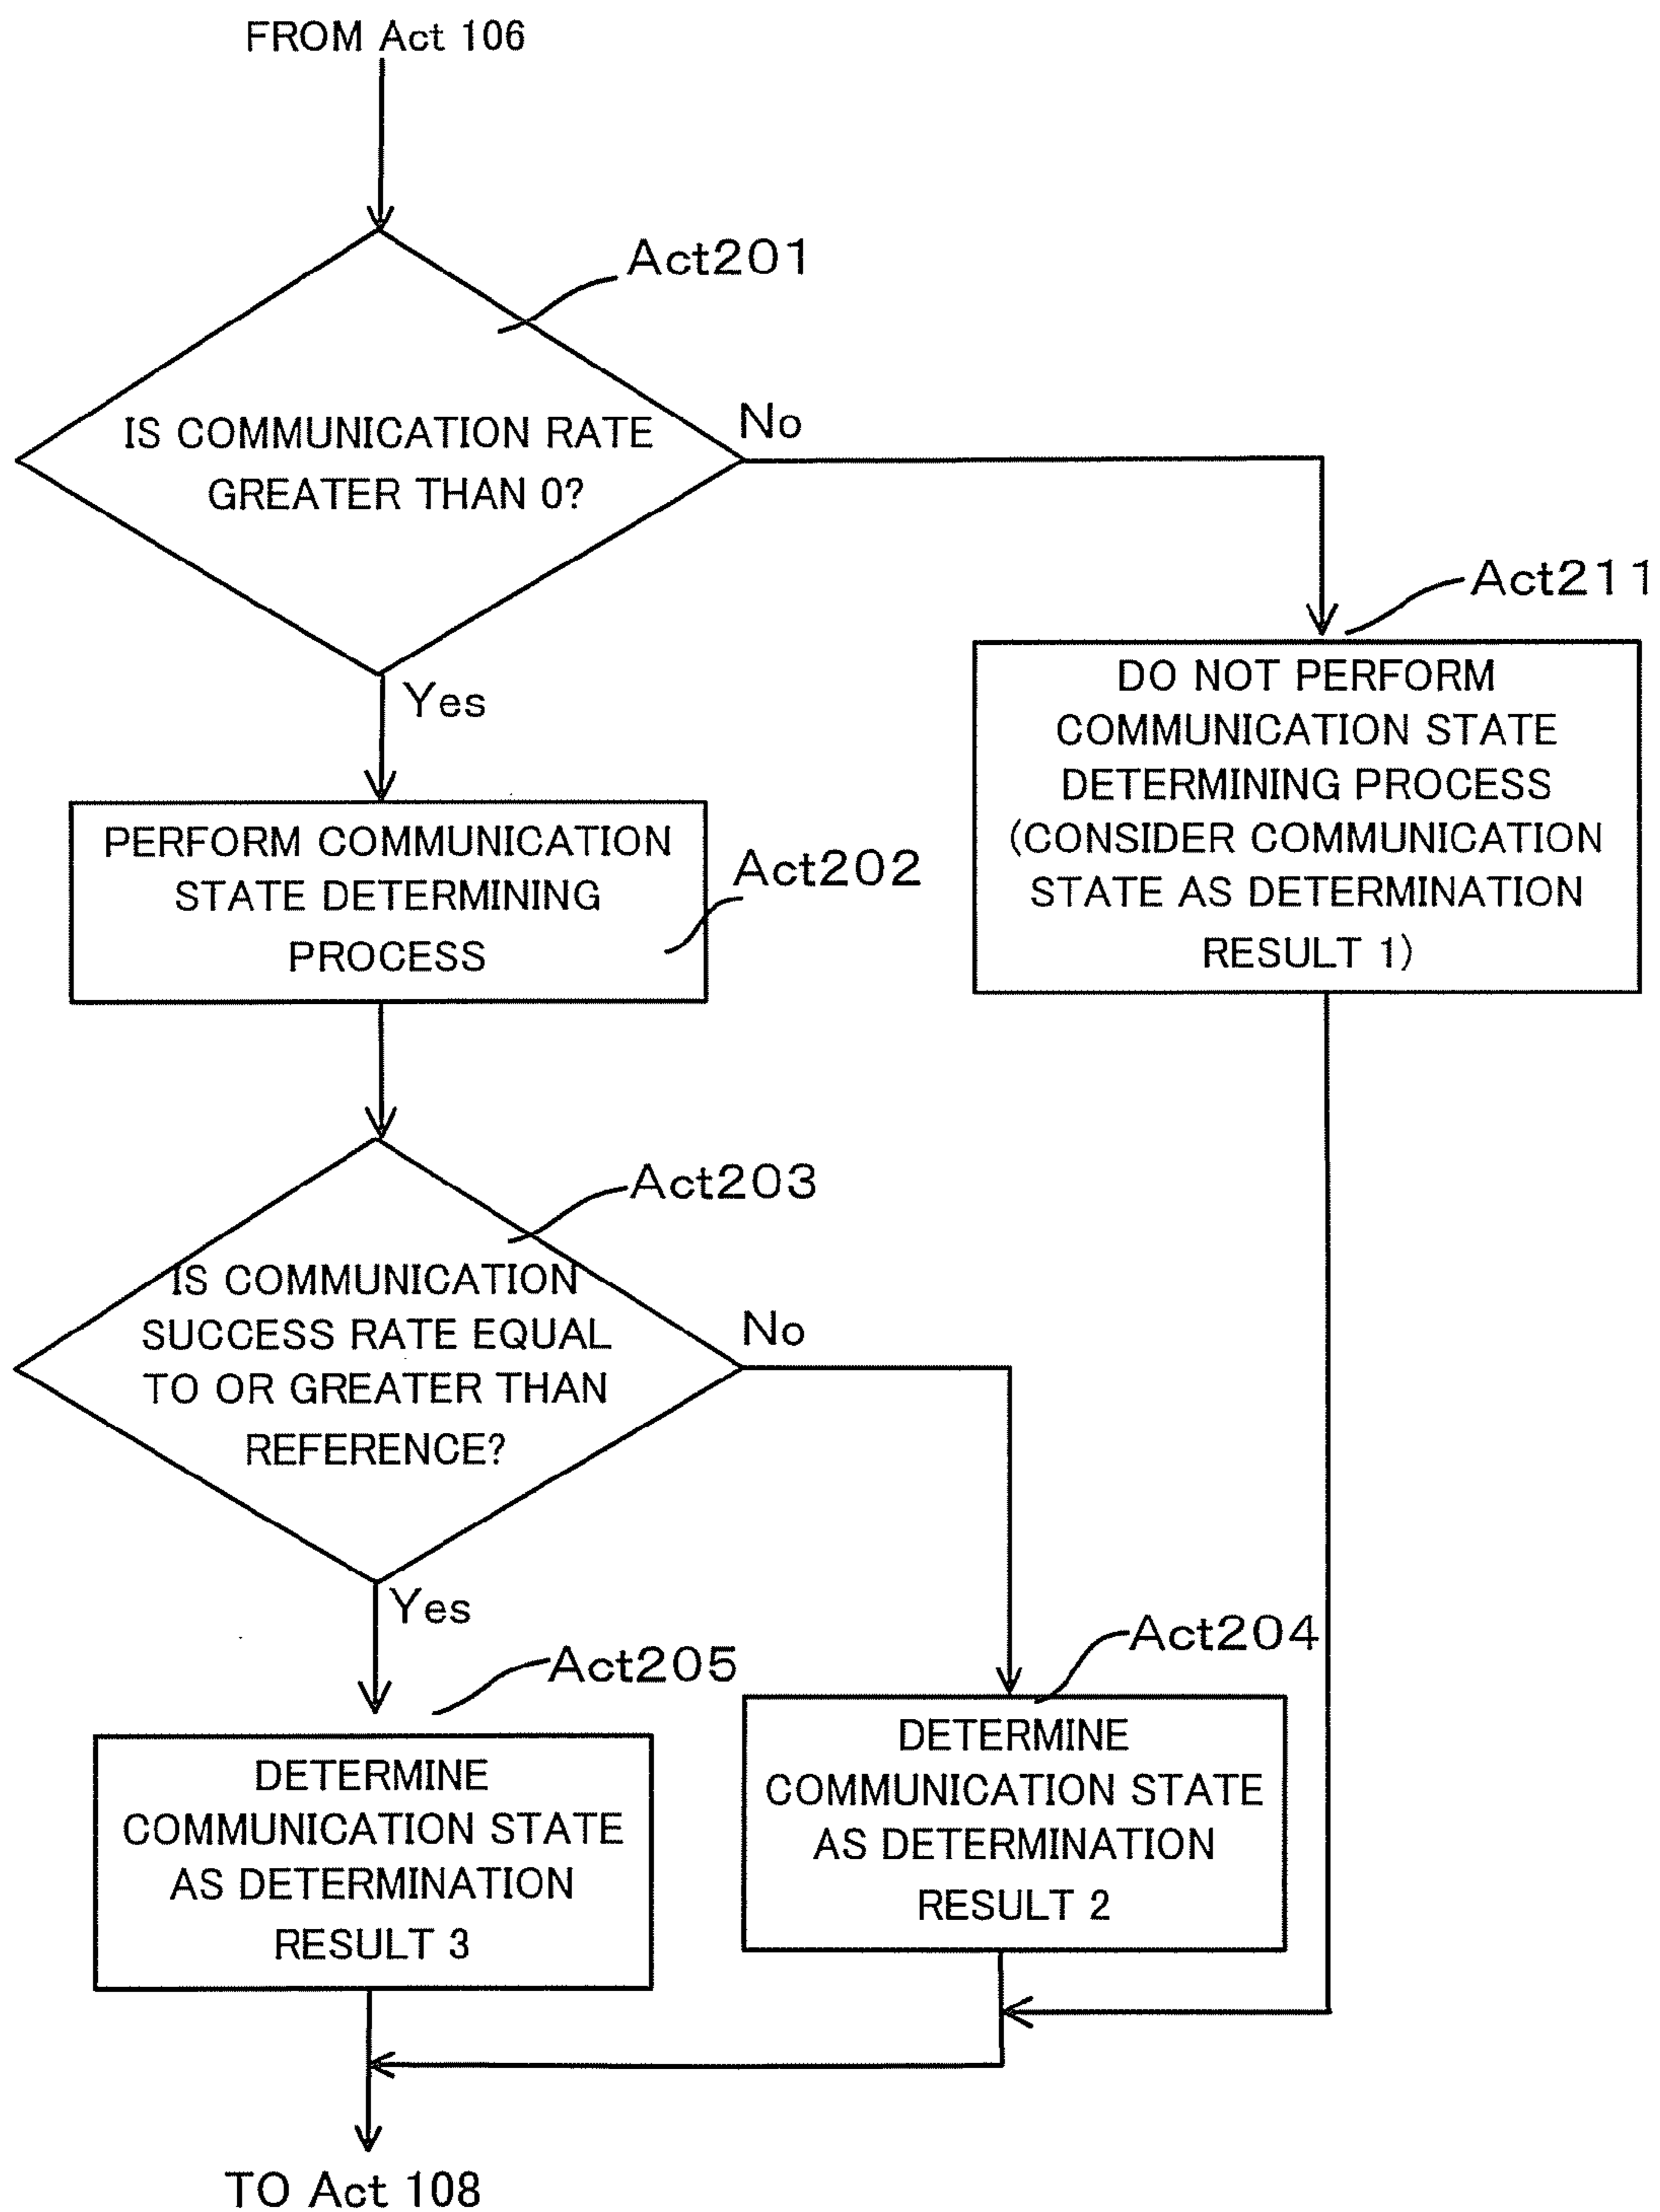 FROM Act 106
Act201
IS COMMUNICATION RATE
GREATER THAN 0?
No
Yes
Act211
DO NOT PERFORM
COMMUNICATION STATE
DETERMINING PROCESS
(CONSIDER COMMUNICATION
STATE AS DETERMINATION
RESULT 1)
PERFORM COMMUNICATION
STATE DETERMINING
PROCESS
Act202
Act203
IS COMMUNICATION
SUCCESS RATE EQUAL
TO OR GREATER THAN
REFERENCE?
No
Yes
Act205
DETERMINE
COMMUNICATION STATE
AS DETERMINATION
RESULT 3
Act204
DETERMINE
COMMUNICATION STATE
AS DETERMINATION
RESULT 2
TO Act 108